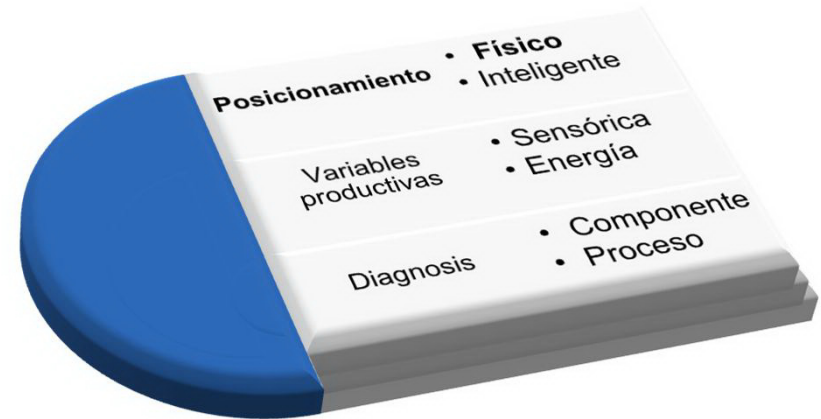 Posicionamiento
• Físico
• Inteligente
Variables
productivas
• Sensórica
• Energía
Diagnosis
• Componente
• Proceso